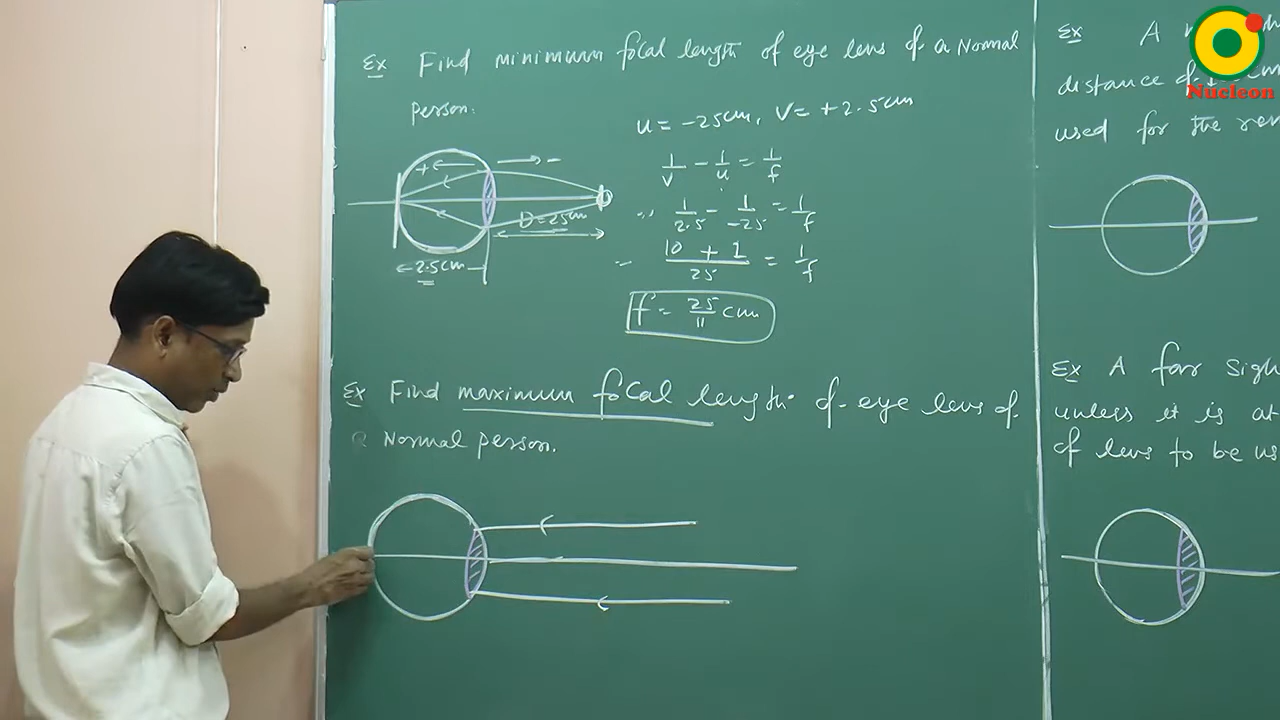 Ex Find minimum focal length of eye lens of a Normal
person.
u = -25cm, v = +2.5cm
+ ← → -
1/v - 1/u = 1/f
∴ 1/2.5 - 1/-25 = 1/f
D = 25cm
10 + 1 / 25 = 1/f
2.5cm
f = 25/11 cm
Ex Find maximum focal length of eye lens of
a Normal person.
Ex A
distance of
used for the
Ex A far sigh
unless it is at
of lens to be us
Nucleon